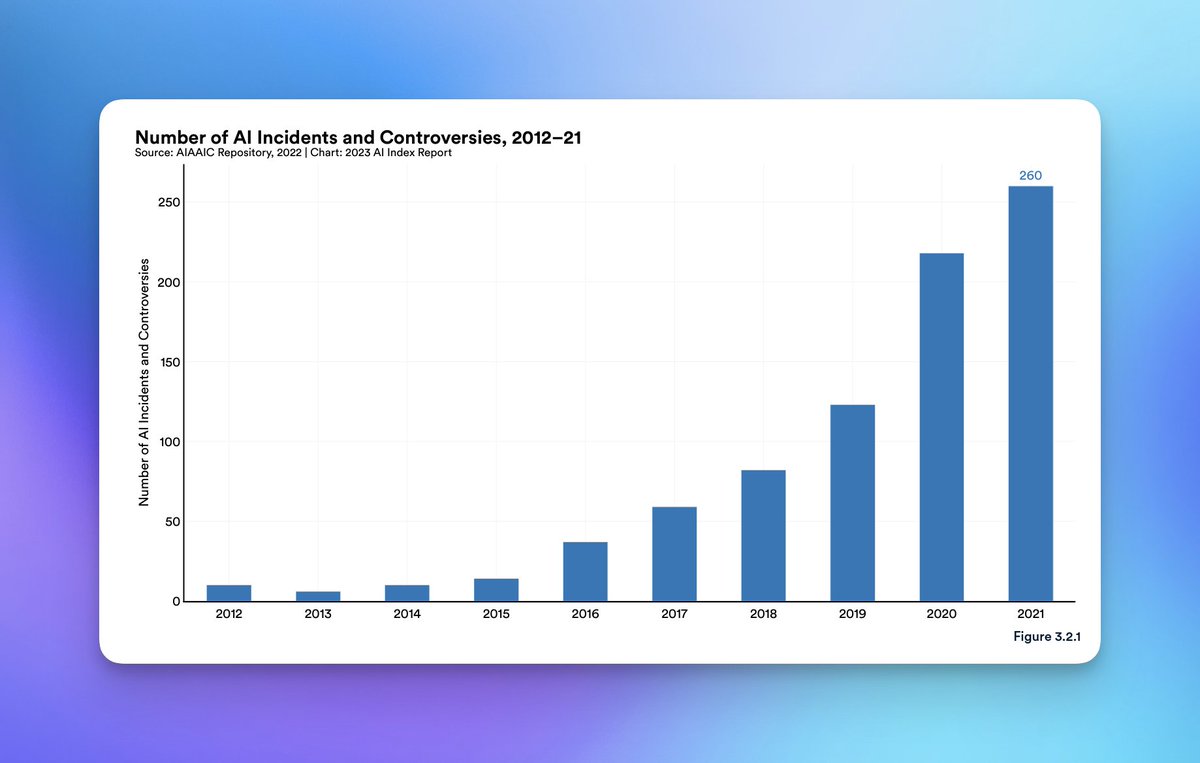 Number of AI Incidents and Controversies, 2012–21
Source: AIAAIC Repository, 2022 | Chart: 2023 AI Index Report
Number of AI Incidents and Controversies
250
200
150
100
50
0
260
2012 2013 2014 2015 2016 2017 2018 2019 2020 2021
Figure 3.2.1